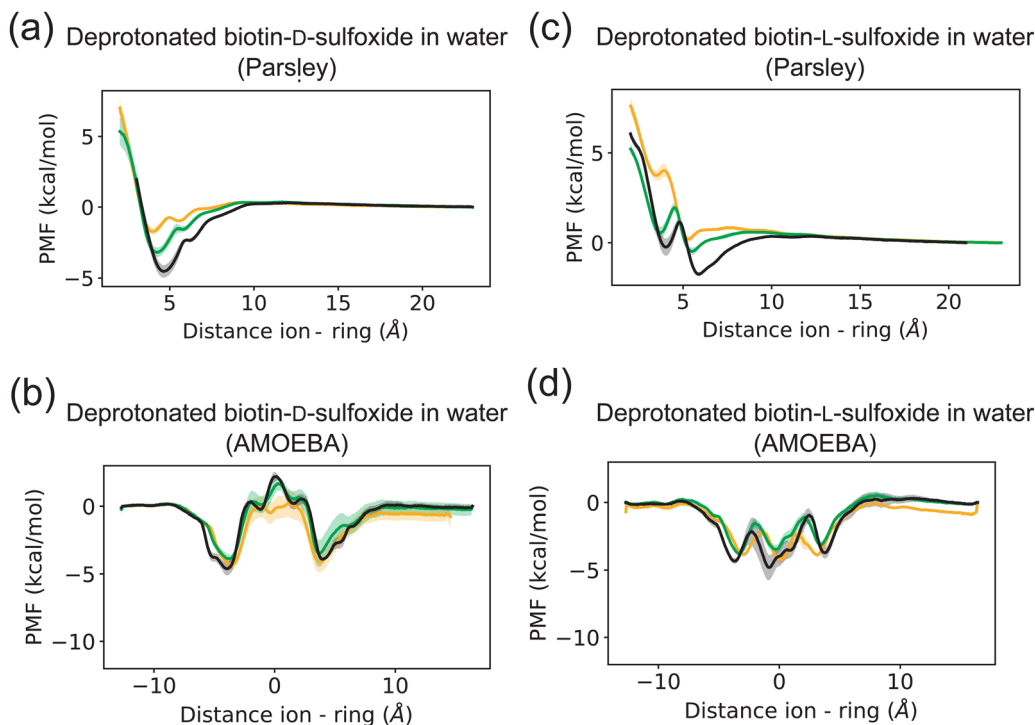 (a)
Deprotonated biotin-D-sulfoxide in water
(Parsley)
PMF (kcal/mol)
5
0
−5
5
10
15
20
Distance ion - ring (Å)
(c)
Deprotonated biotin-L-sulfoxide in water
(Parsley)
PMF (kcal/mol)
5
0
5
10
15
20
Distance ion - ring (Å)
(b)
Deprotonated biotin-D-sulfoxide in water
(AMOEBA)
PMF (kcal/mol)
0
−5
−10
−10
0
10
Distance ion - ring (Å)
(d)
Deprotonated biotin-L-sulfoxide in water
(AMOEBA)
PMF (kcal/mol)
0
−5
−10
−10
0
10
Distance ion - ring (Å)